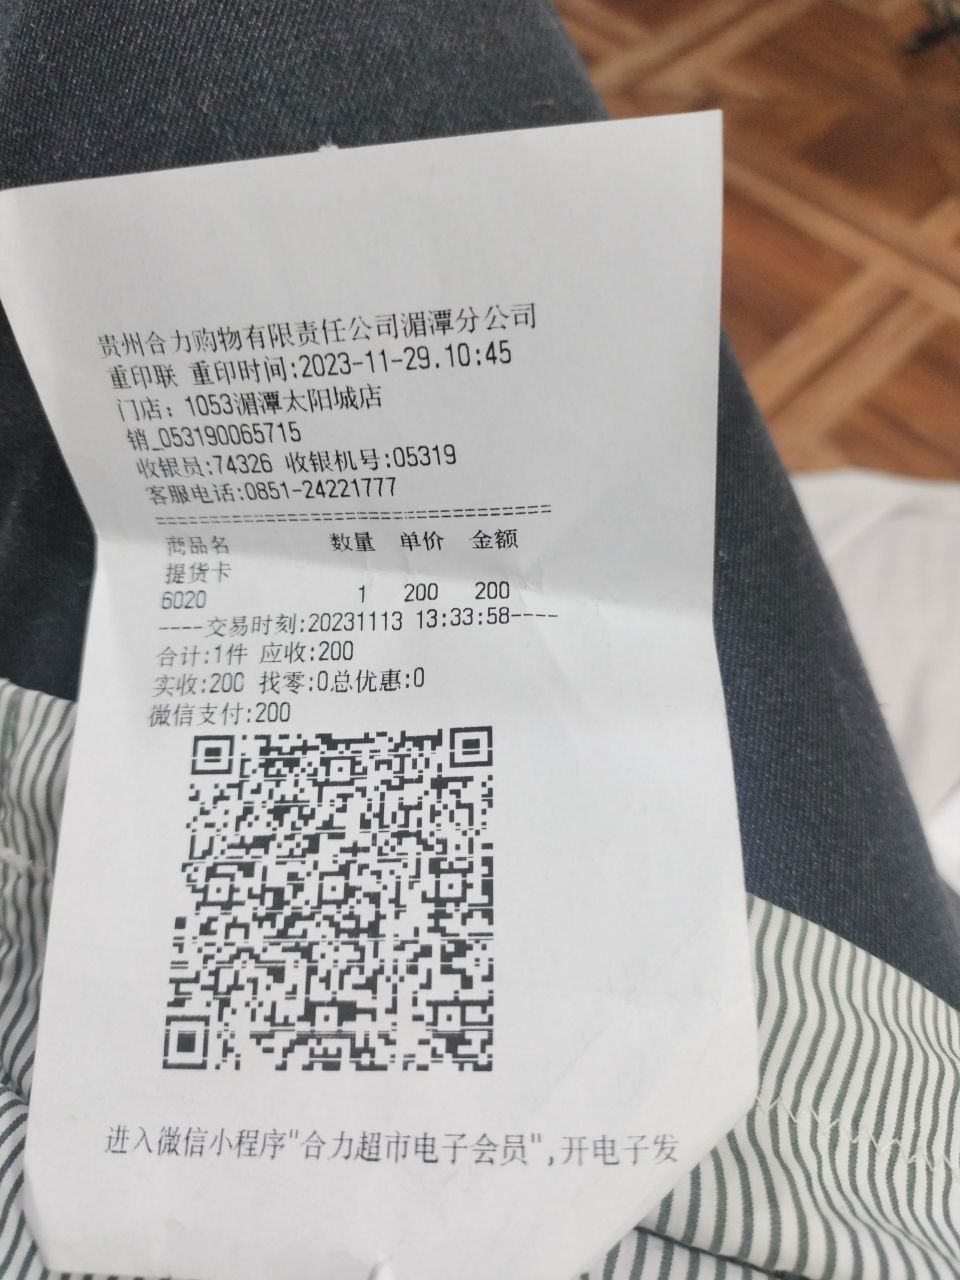 贵州合力购物有限责任公司湄潭分公司
重印联 重印时间:2023-11-29.10:45
门店: 1053湄潭太阳城店
销_053190065715
收银员:74326 收银机号:05319
客服电话:0851-24221777
==================================
商品名 数量 单价 金额
提货卡
6020 1 200 200
----交易时刻:20231113 13:33:58----
合计:1件 应收:200
实收:200 找零:0总优惠:0
微信支付:200
进入微信小程序"合力超市电子会员",开电子发